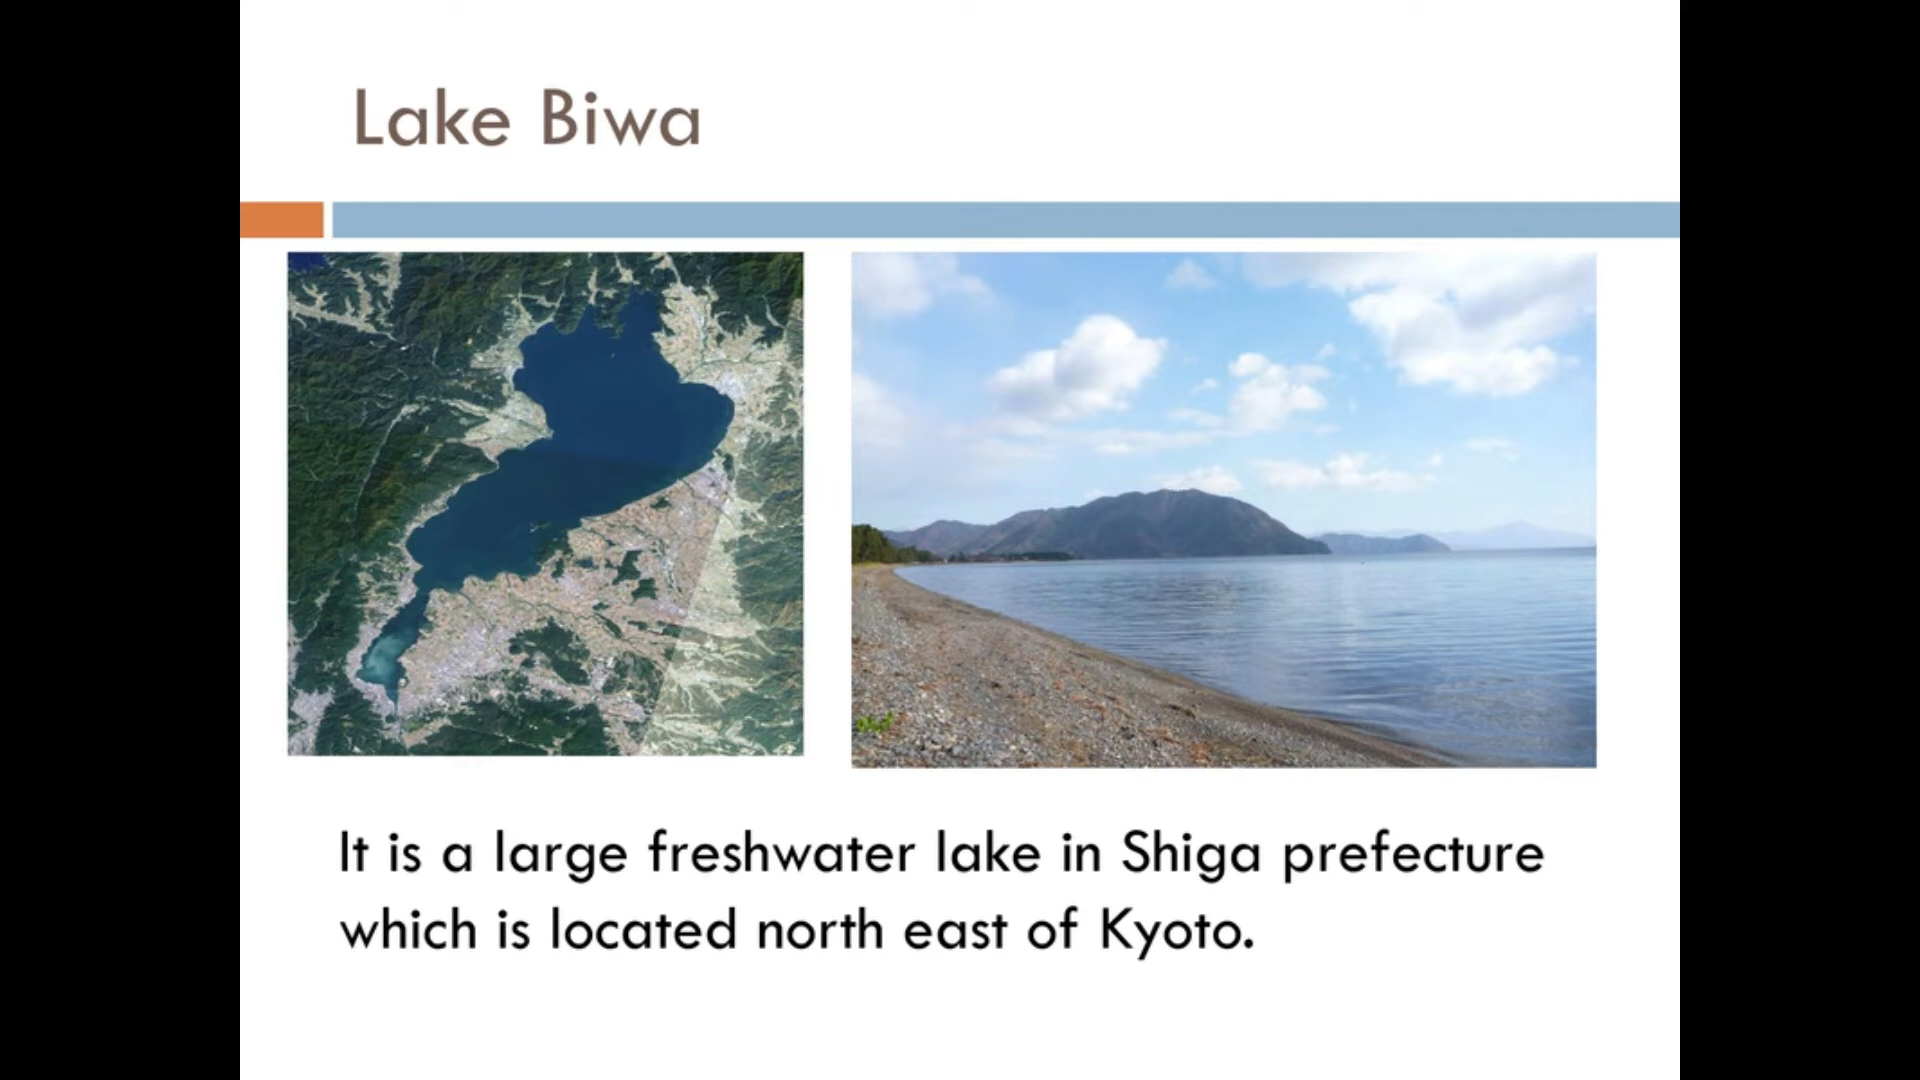 Lake Biwa
It is a large freshwater lake in Shiga prefecture
which is located north east of Kyoto.